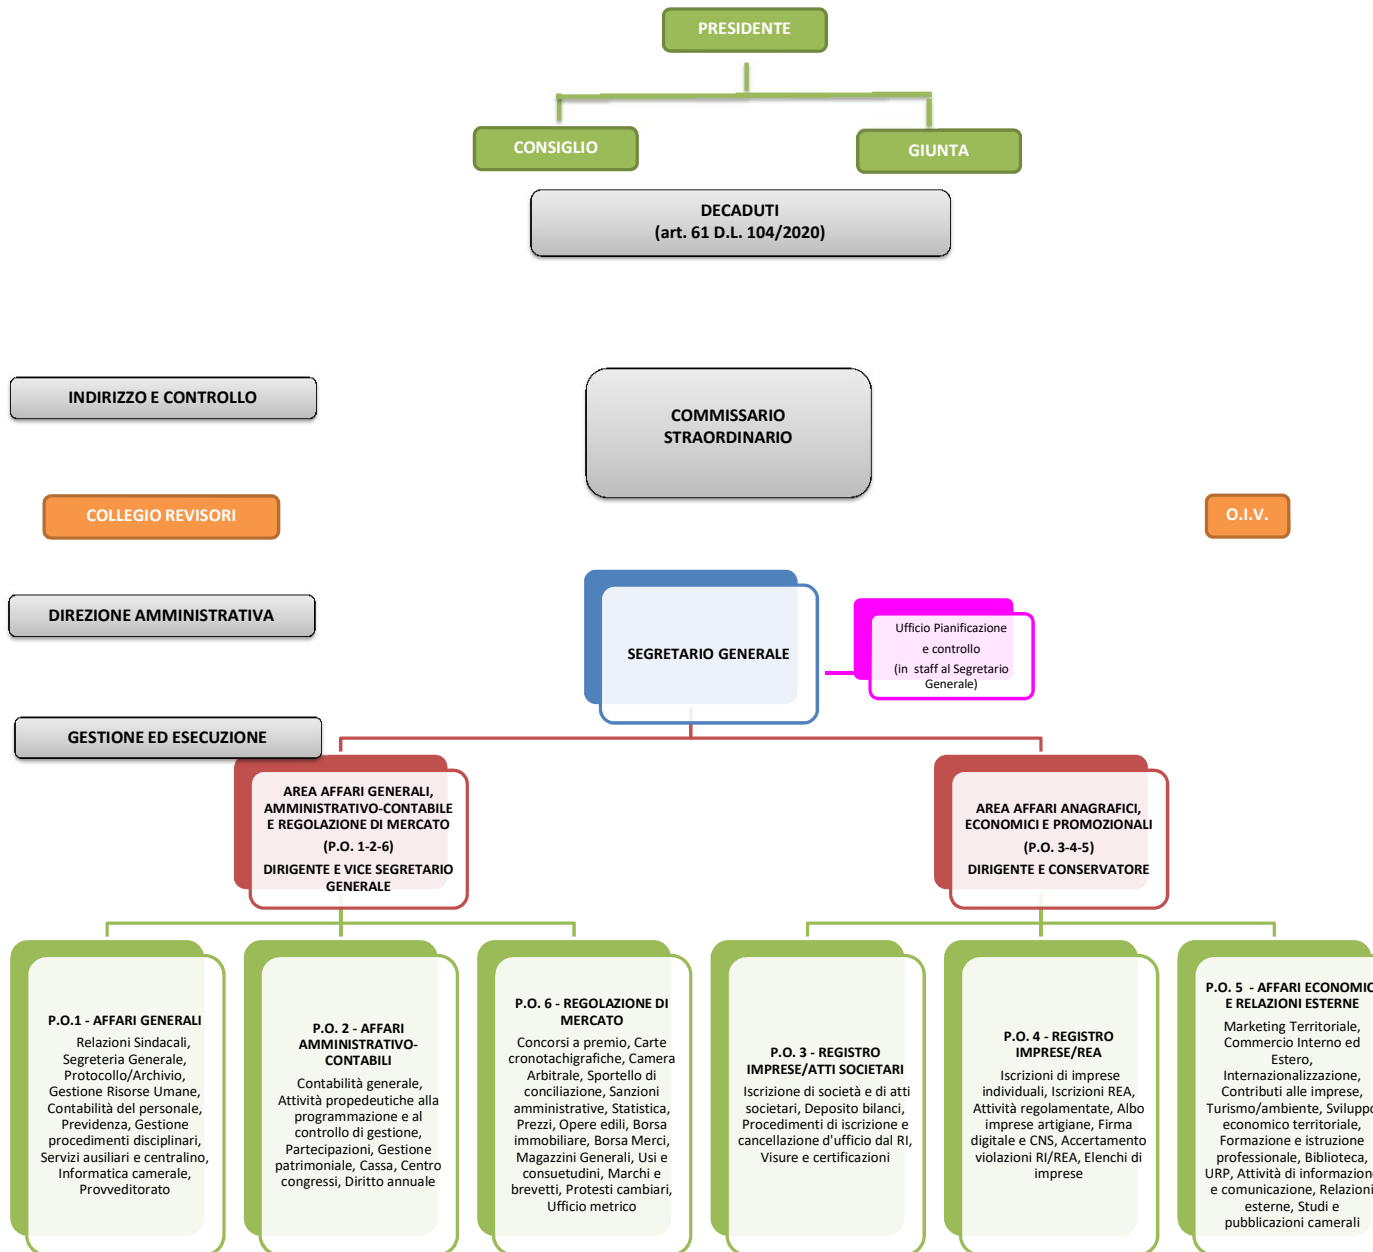 PRESIDENTE
CONSIGLIO
GIUNTA
DECADUTI
(art. 61 D.L. 104/2020)
INDIRIZZO E CONTROLLO
COMMISSARIO
STRAORDINARIO
COLLEGIO REVISORI
O.I.V.
DIREZIONE AMMINISTRATIVA
SEGRETARIO GENERALE
Ufficio Pianificazione
e controllo
(in staff al Segretario
Generale)
GESTIONE ED ESECUZIONE
AREA AFFARI GENERALI,
AMMINISTRATIVO-CONTABILE
E REGOLAZIONE DI MERCATO
(P.O. 1-2-6)
DIRIGENTE E VICE SEGRETARIO
GENERALE
AREA AFFARI ANAGRAFICI,
ECONOMICI E PROMOZIONALI
(P.O. 3-4-5)
DIRIGENTE E CONSERVATORE
P.O.1 - AFFARI GENERALI
Relazioni Sindacali,
Segreteria Generale,
Protocollo/Archivio,
Gestione Risorse Umane,
Contabilità del personale,
Previdenza, Gestione
procedimenti disciplinari,
Servizi ausiliari e centralino,
Informatica camerale,
Provveditorato
P.O. 2 - AFFARI
AMMINISTRATIVO-
CONTABILI
Contabilità generale,
Attività propedeutiche alla
programmazione e al
controllo di gestione,
Partecipazioni, Gestione
patrimoniale, Cassa, Centro
congressi, Diritto annuale
P.O. 6 - REGOLAZIONE DI
MERCATO
Concorsi a premio, Carte
cronotachigrafiche, Camera
Arbitrale, Sportello di
conciliazione, Sanzioni
amministrative, Statistica,
Prezzi, Opere edili, Borsa
immobiliare, Borsa Merci,
Magazzini Generali, Usi e
consuetudini, Marchi e
brevetti, Protesti cambiari,
Ufficio metrico
P.O. 3 - REGISTRO
IMPRESE/ATTI SOCIETARI
Iscrizione di società e di atti
societari, Deposito bilanci,
Procedimenti di iscrizione e
cancellazione d'ufficio dal RI,
Visure e certificazioni
P.O. 4 - REGISTRO
IMPRESE/REA
Iscrizioni di imprese
individuali, Iscrizioni REA,
Attività regolamentate, Albo
imprese artigiane, Firma
digitale e CNS, Accertamento
violazioni RI/REA, Elenchi di
imprese
P.O. 5 - AFFARI ECONOMIC
E RELAZIONI ESTERNE
Marketing Territoriale,
Commercio Interno ed
Estero,
Internazionalizzazione,
Contributi alle imprese,
Turismo/ambiente, Sviluppo
economico territoriale,
Formazione e istruzione
professionale, Biblioteca,
URP, Attività di informazione
e comunicazione, Relazioni
esterne, Studi e
pubblicazioni camerali